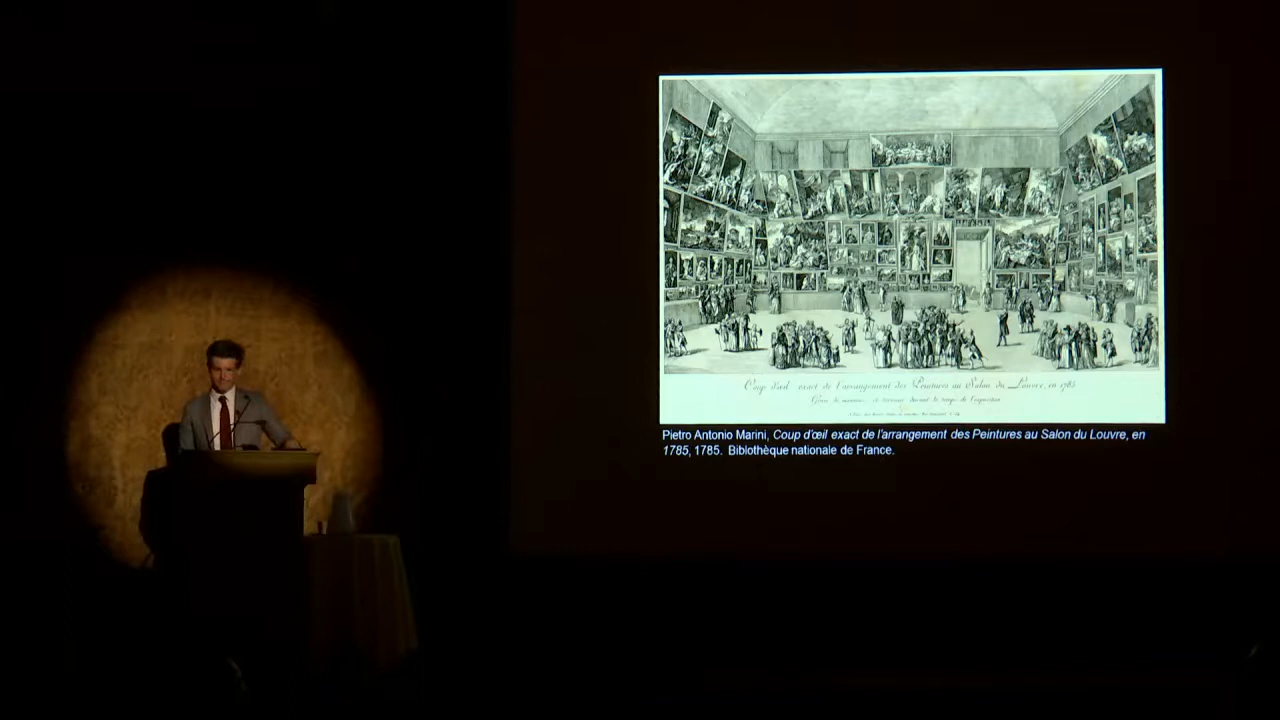 Coup d'œil exact de l'arrangement des Peintures au Salon du Louvre, en 1785
Pietro Antonio Marini, Coup d'œil exact de l'arrangement des Peintures au Salon du Louvre, en
1785, 1785. Biblothèque nationale de France.